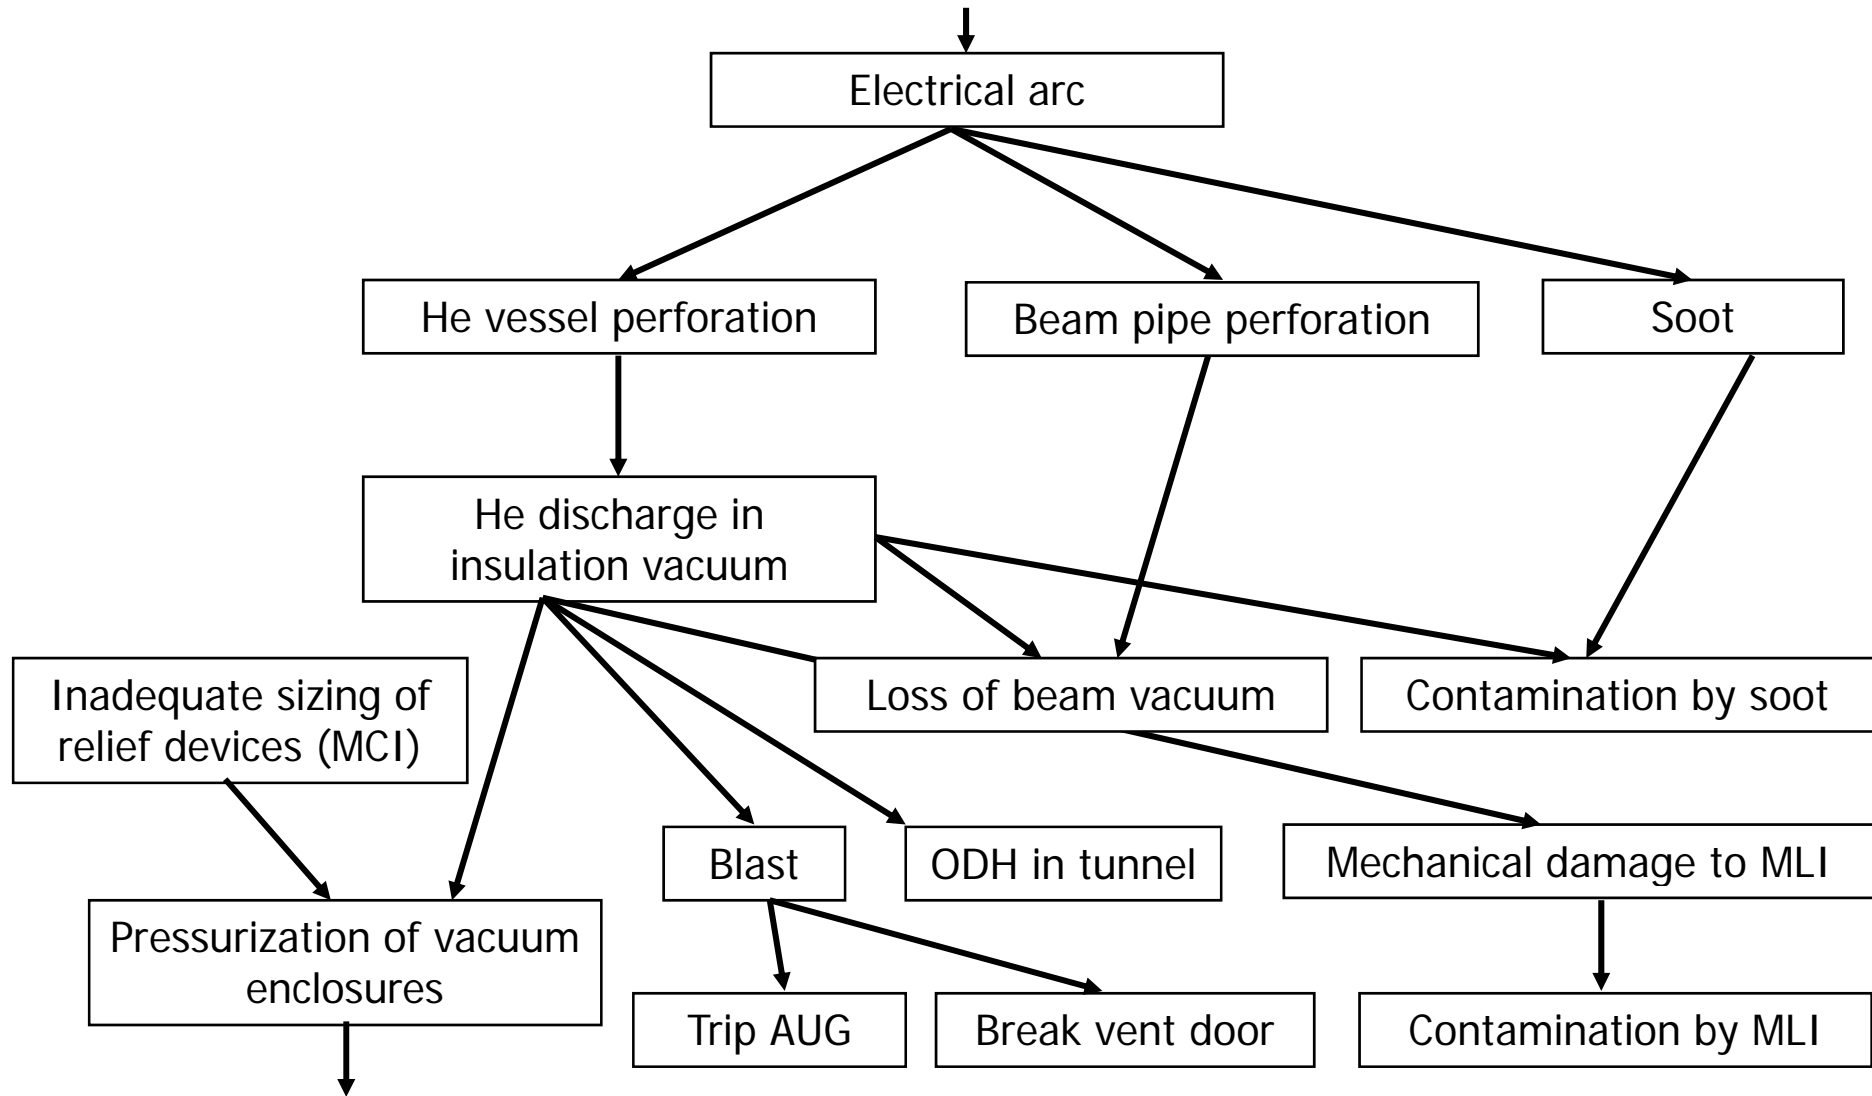 Electrical arc
He vessel perforation
Beam pipe perforation
Soot
He discharge in
insulation vacuum
Inadequate sizing of
relief devices (MCI)
Loss of beam vacuum
Contamination by soot
Blast
ODH in tunnel
Mechanical damage to MLI
Pressurization of vacuum
enclosures
Trip AUG
Break vent door
Contamination by MLI